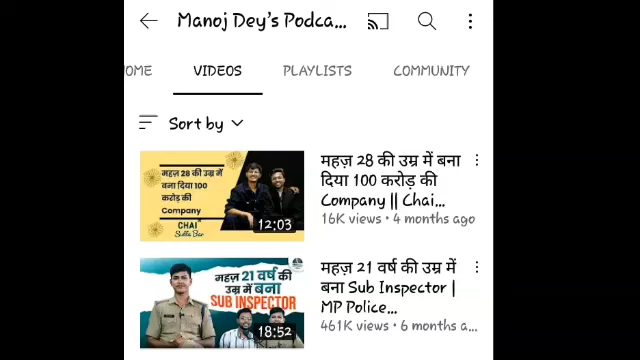 Manoj Dey's Podca...
OME VIDEOS PLAYLISTS COMMUNITY
Sort by
महज़ 28 की उम्र में
बना दिया 100
करोड़ की
Company
CHAI
Sutta Bar
12:03
महज़ 28 की उम्र में बना
दिया 100 करोड़ की
Company || Chai...
16K views • 4 months ago
महज़ 21 वर्ष की
उम्र में बना
SUB INSPECTOR
18:52
महज़ 21 वर्ष की उम्र में
बना Sub Inspector |
MP Police...
461K views • 6 months a...